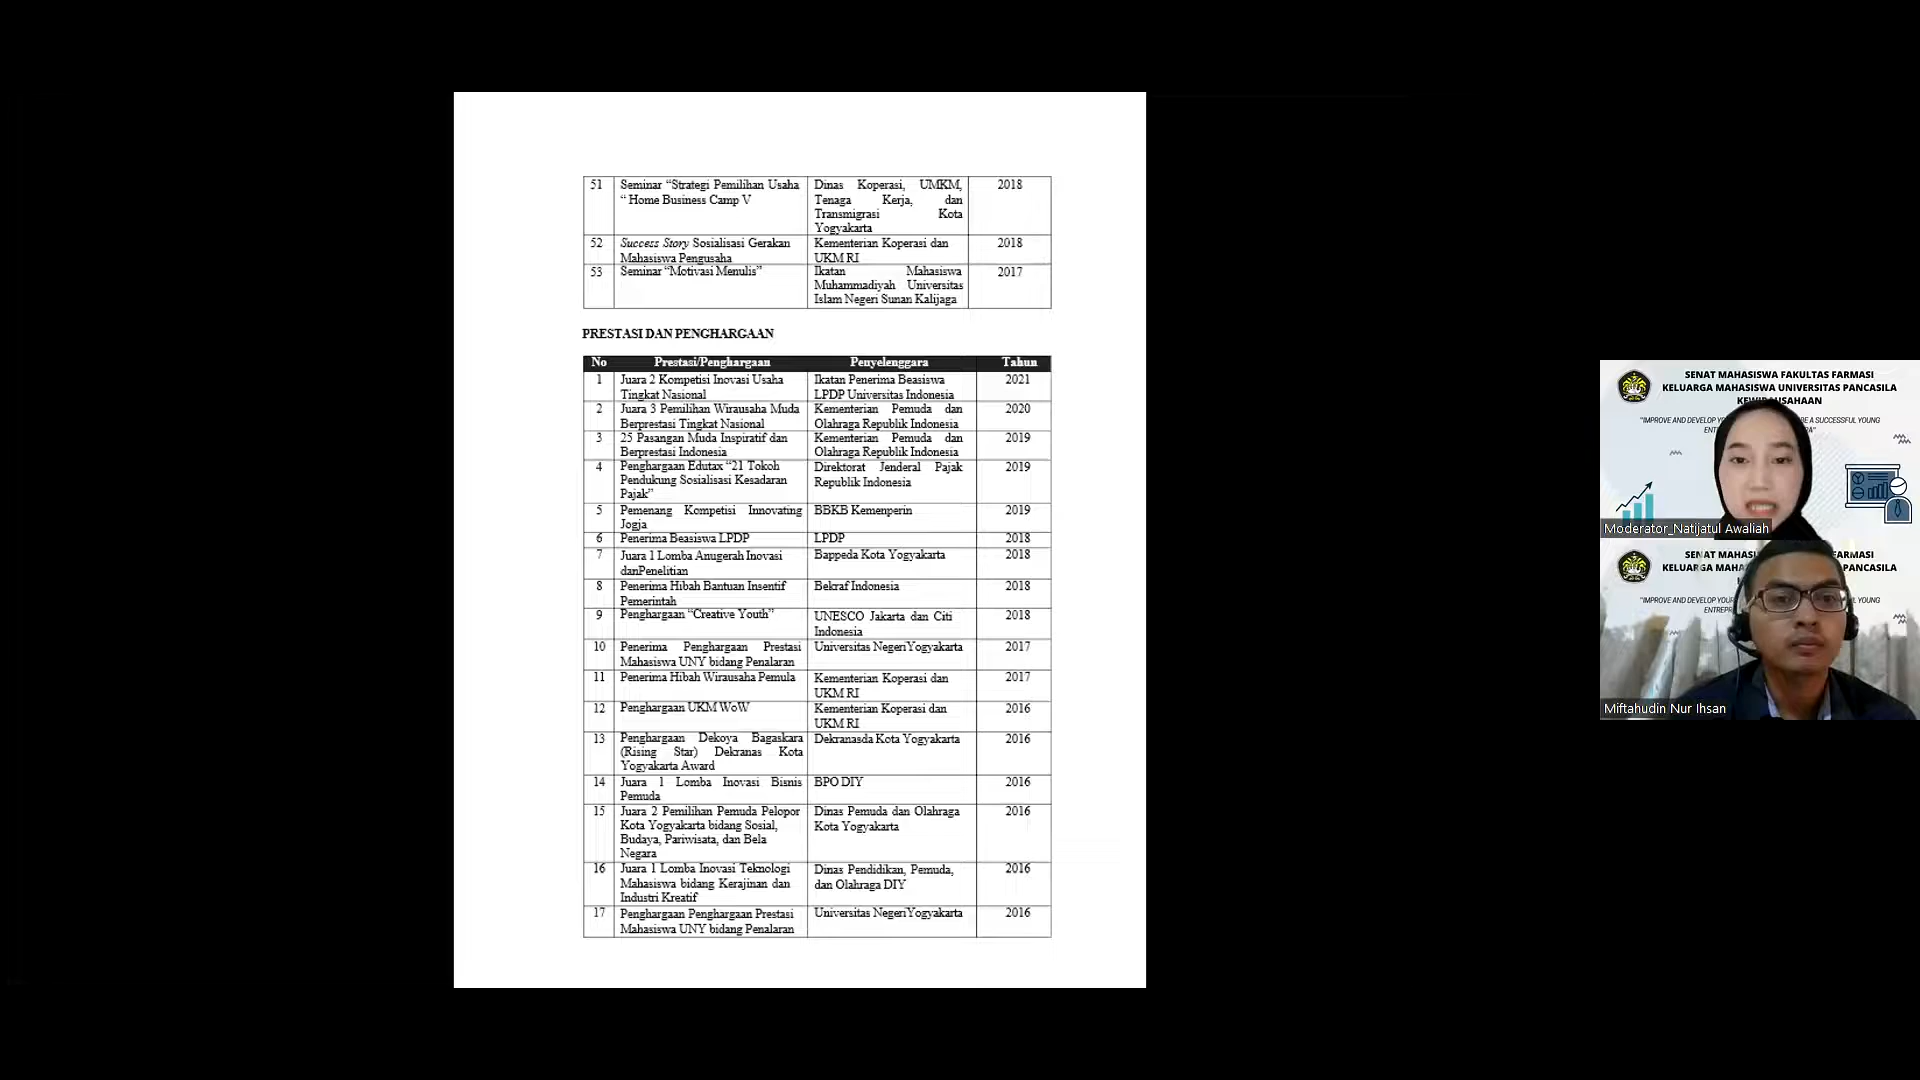 51 Seminar “Strategi Pemilihan Usaha Dinas Koperasi, UMKM, 2018
“ Home Business Camp V Tenaga Kerja, dan
Transmigrasi Kota
Yogyakarta
52 Success Story Sosialisasi Gerakan Kementerian Koperasi dan 2018
Mahasiswa Pengusaha UKM RI
53 Seminar “Motivasi Menulis” Ikatan Mahasiswa 2017
Muhammadiyah Universitas
Islam Negeri Sunan Kalijaga
PRESTASI DAN PENGHARGAAN
No Prestasi/Penghargaan Penyelenggara Tahun
1 Juara 2 Kompetisi Inovasi Usaha Ikatan Penerima Beasiswa 2021
Tingkat Nasional LPDP Universitas Indonesia
2 Juara 3 Pemilihan Wirausaha Muda Kementerian Pemuda dan 2020
Berprestasi Tingkat Nasional Olahraga Republik Indonesia
3 25 Pasangan Muda Inspiratif dan Kementerian Pemuda dan 2019
Berprestasi Indonesia Olahraga Republik Indonesia
4 Penghargaan Edutax “21 Tokoh Direktorat Jenderal Pajak 2019
Pendukung Sosialisasi Kesadaran Republik Indonesia
Pajak”
5 Pemenang Kompetisi Innovating BBKB Kemenperin 2019
Jogja
6 Penerima Beasiswa LPDP LPDP 2018
7 Juara 1 Lomba Anugerah Inovasi Bappeda Kota Yogyakarta 2018
danPenelitian
8 Penerima Hibah Bantuan Insentif Bekraf Indonesia 2018
Pemerintah
9 Penghargaan “Creative Youth” UNESCO Jakarta dan Citi 2018
Indonesia
10 Penerima Penghargaan Prestasi Universitas NegeriYogyakarta 2017
Mahasiswa UNY bidang Penalaran
11 Penerima Hibah Wirausaha Pemula Kementerian Koperasi dan 2017
UKM RI
12 Penghargaan UKM WoW Kementerian Koperasi dan 2016
UKM RI
13 Penghargaan Dekoya Bagaskara Dekranasda Kota Yogyakarta 2016
(Rising Star) Dekranas Kota
Yogyakarta Award
14 Juara 1 Lomba Inovasi Bisnis BPO DIY 2016
Pemuda
15 Juara 2 Pemilihan Pemuda Pelopor Dinas Pemuda dan Olahraga 2016
Kota Yogyakarta bidang Sosial, Kota Yogyakarta
Budaya, Pariwisata, dan Bela
Negara
16 Juara 1 Lomba Inovasi Teknologi Dinas Pendidikan, Pemuda, 2016
Mahasiswa bidang Kerajinan dan dan Olahraga DIY
Industri Kreatif
17 Penghargaan Penghargaan Prestasi Universitas NegeriYogyakarta 2016
Mahasiswa UNY bidang Penalaran
SENAT MAHASISWA FAKULTAS FARMASI
KELUARGA MAHASISWA UNIVERSITAS PANCASILA
"IMPROVE AND DEVELOP BE A SUCCESSFUL YOUNG
Moderator_Natijatul Awaliah
SENAT
PANCASILA
"IMPROVE AND DEVELOP YOUNG
Miftahudin Nur Ihsan